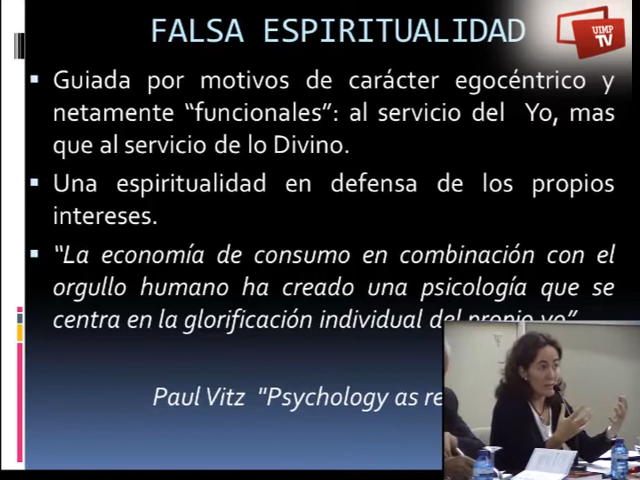 FALSA ESPIRITUALIDAD
UIMP
TV
Guiada por motivos de carácter egocéntrico y
netamente “funcionales”: al servicio del Yo, mas
que al servicio de lo Divino.
Una espiritualidad en defensa de los propios
intereses.
“La economía de consumo en combinación con el
orgullo humano ha creado una psicología que se
centra en la glorificación individual del propio yo”
Paul Vitz "Psychology as re